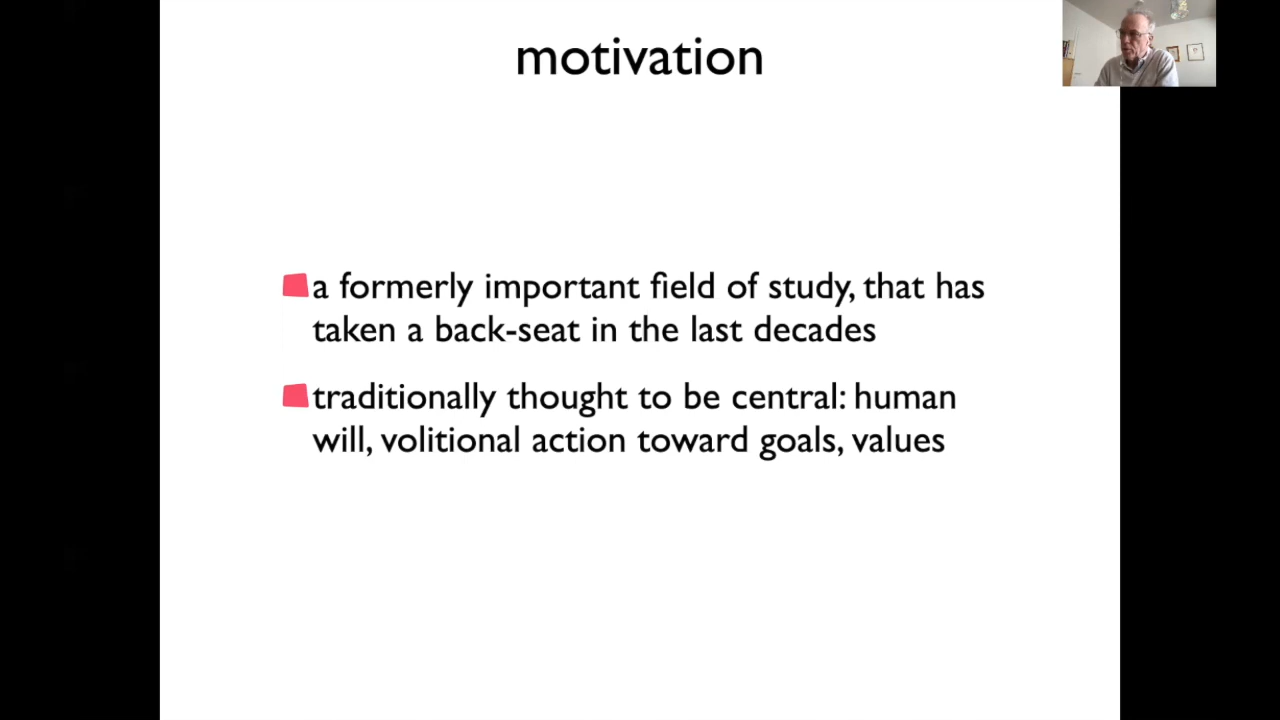 motivation
a formerly important field of study, that has
taken a back-seat in the last decades
traditionally thought to be central: human
will, volitional action toward goals, values